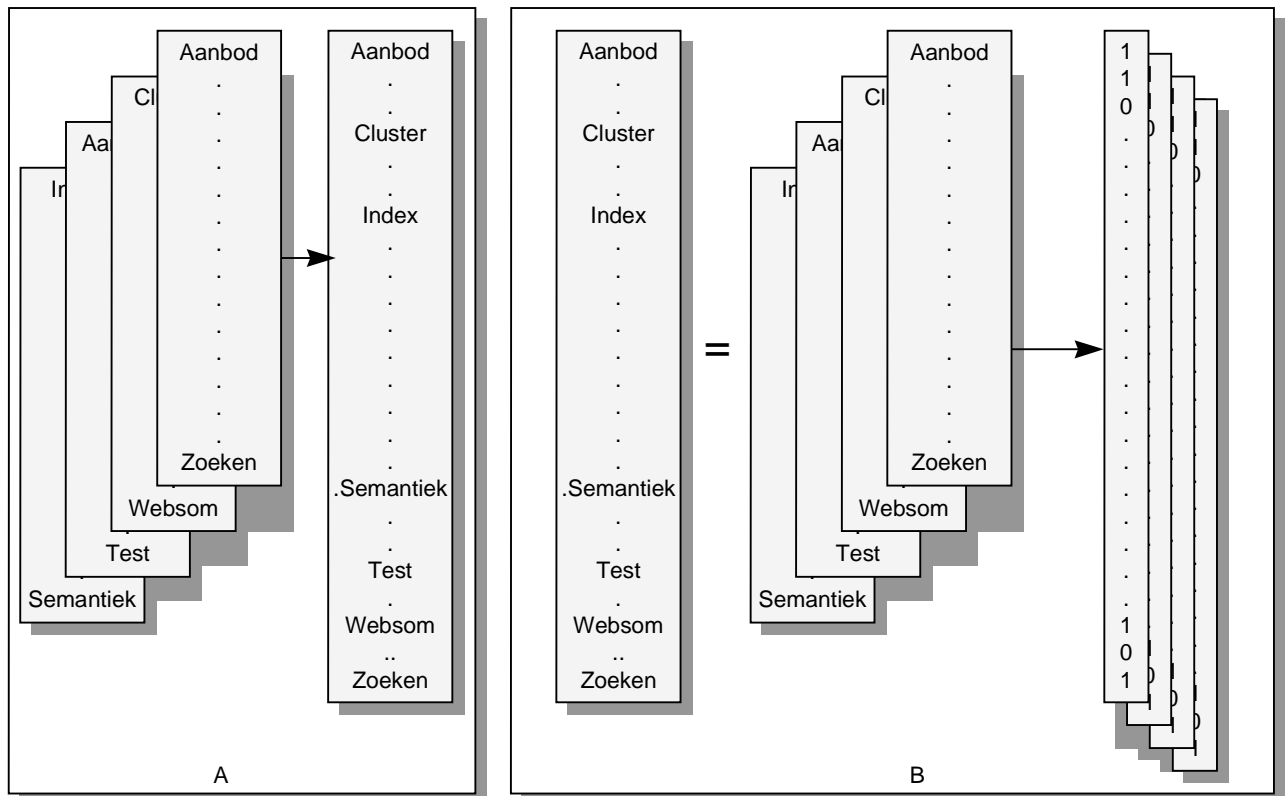 Aanbod
Zoeken
Websom
Test
Semantiek
Aanbod
.
.
Cluster
.
.
Index
.
.
.
.
.
.
.
.
.
.Semantiek
.
.
Test
.
Websom
..
Zoeken
A
Aanbod
.
.
Cluster
.
.
Index
.
.
.
.
.
.
.
.
.
.Semantiek
.
.
Test
.
Websom
..
Zoeken
=
Aanbod
Zoeken
Websom
Test
Semantiek
1
1
0
1
0
1
B